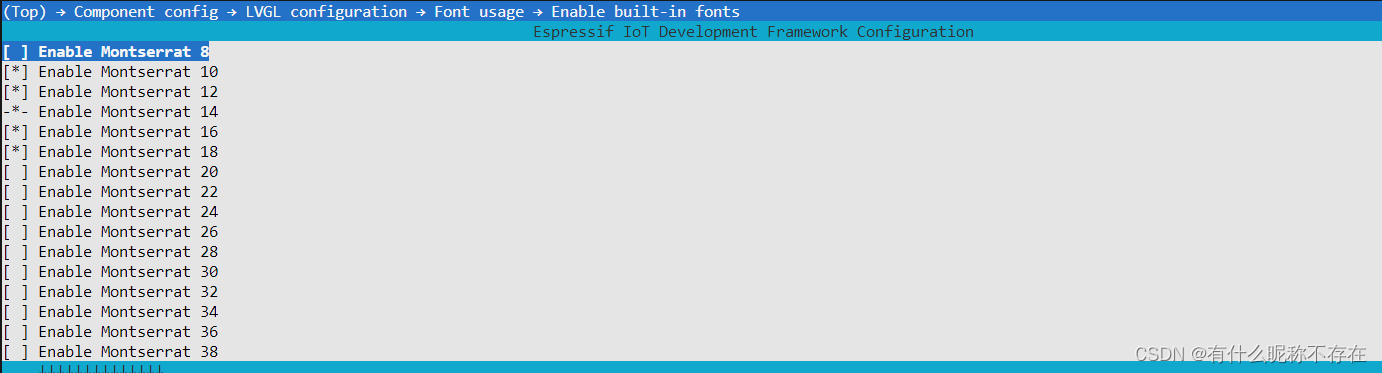 (Top) → Component config → LVGL configuration → Font usage → Enable built-in fonts
Espressif IoT Development Framework Configuration
[ ] Enable Montserrat 8
[*] Enable Montserrat 10
[*] Enable Montserrat 12
-*- Enable Montserrat 14
[*] Enable Montserrat 16
[*] Enable Montserrat 18
[ ] Enable Montserrat 20
[ ] Enable Montserrat 22
[ ] Enable Montserrat 24
[ ] Enable Montserrat 26
[ ] Enable Montserrat 28
[ ] Enable Montserrat 30
[ ] Enable Montserrat 32
[ ] Enable Montserrat 34
[ ] Enable Montserrat 36
[ ] Enable Montserrat 38
CSDN @有什么昵称不存在